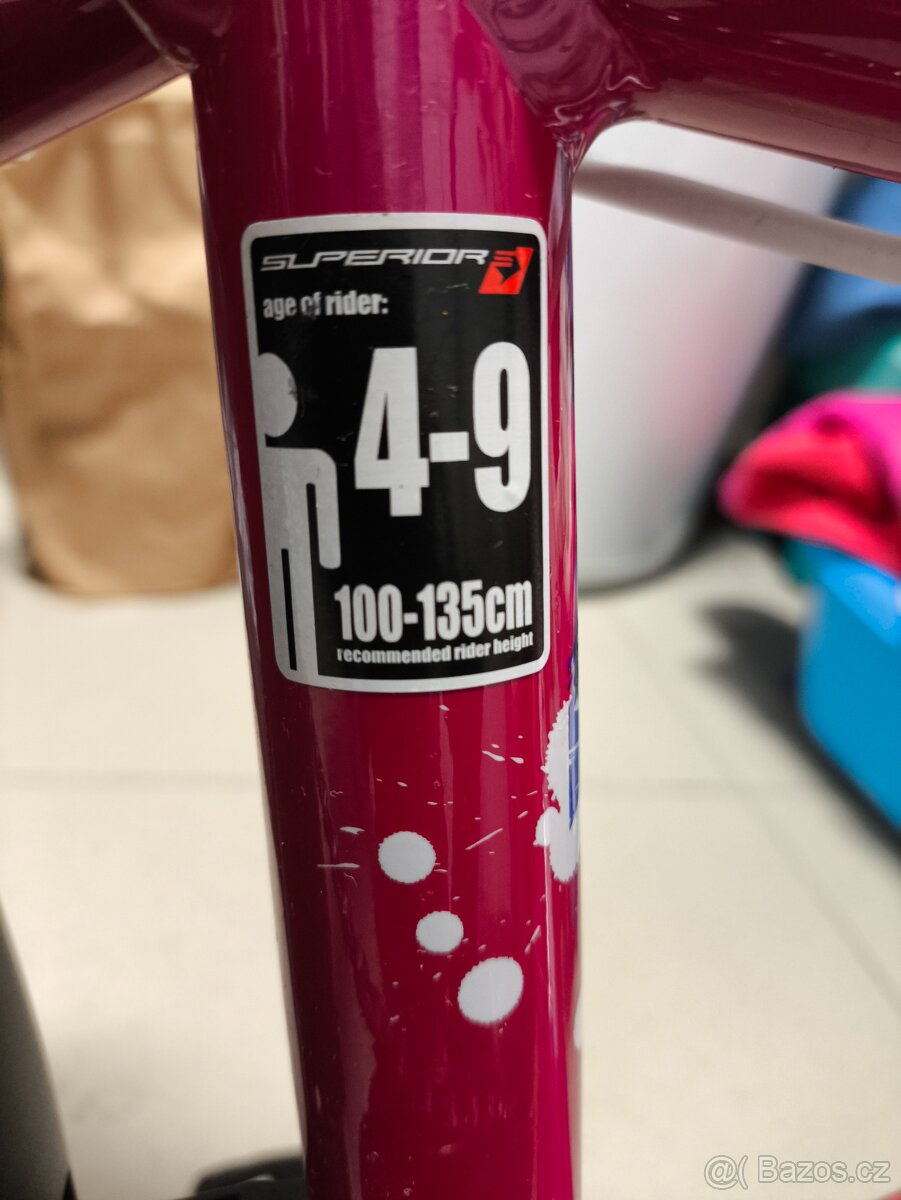 SUPERIOR
age of rider:
4-9
100-135cm
recommended rider height
@( Bazos.cz